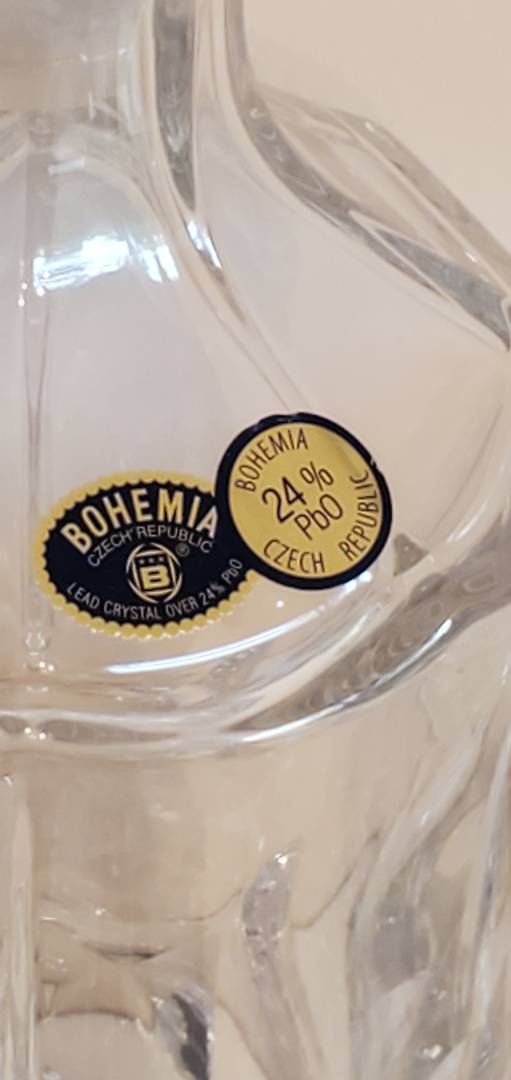 BOHEMIA
CZECH REPUBLIC
®
B
LEAD CRYSTAL OVER 24% PbO
BOHEMIA
24%
PbO
CZECH REPUBLIC